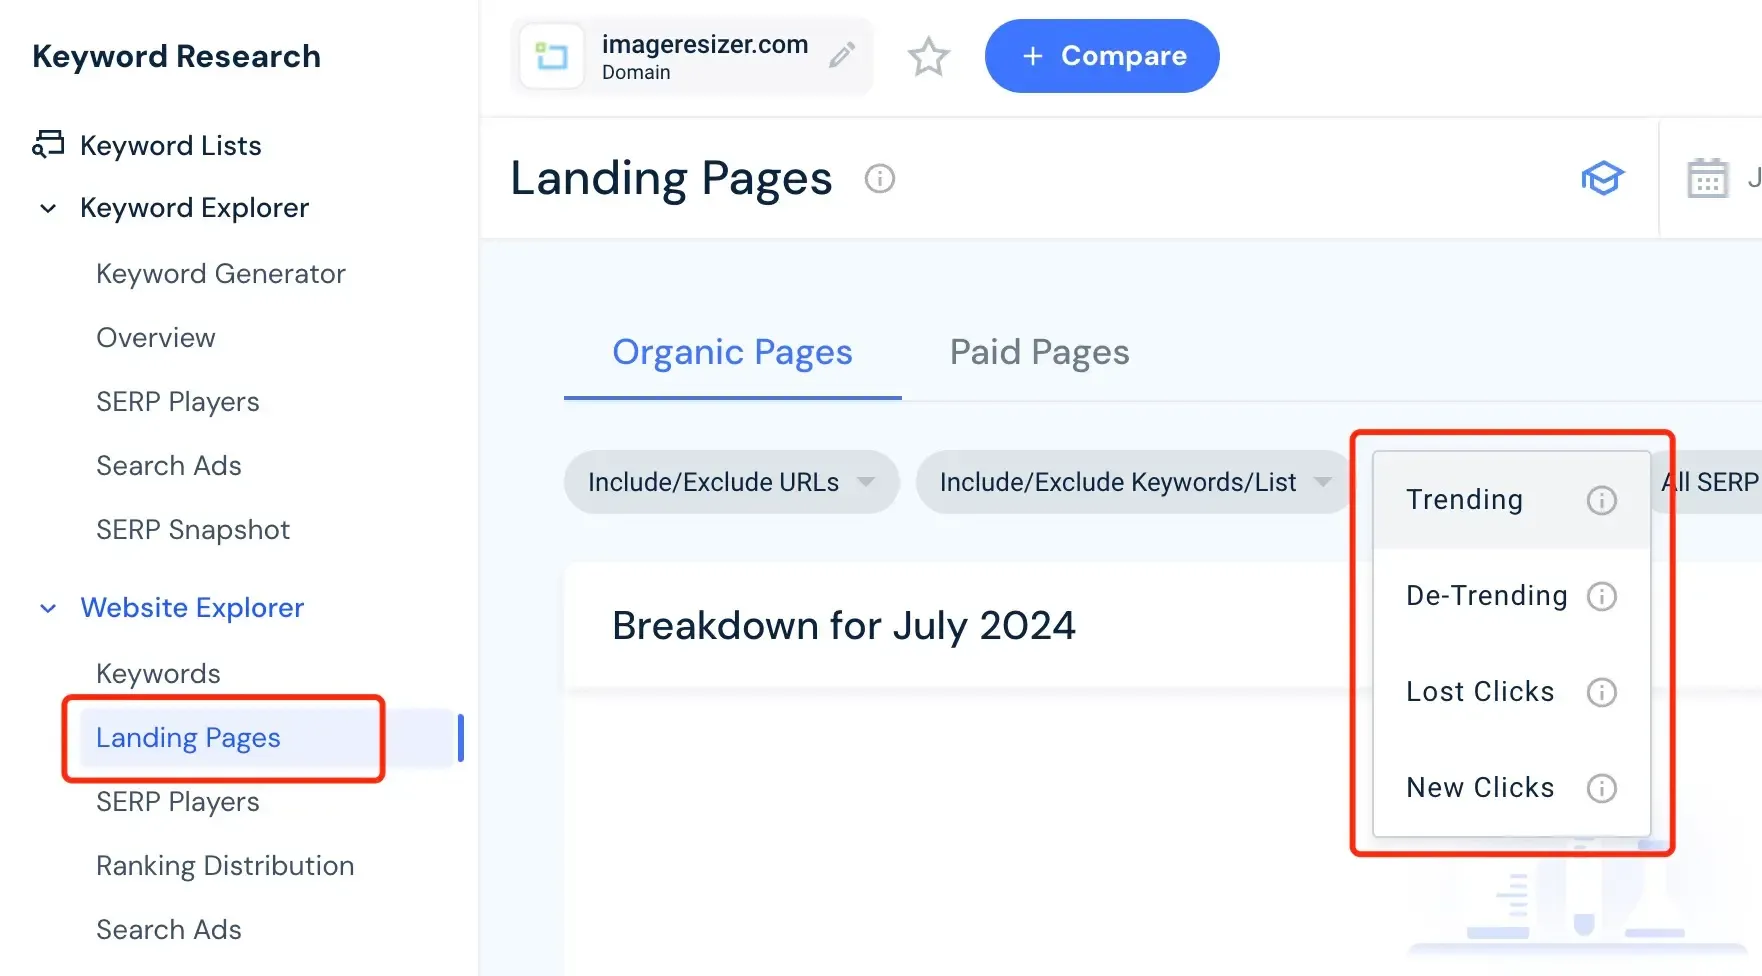 Keyword Research
Keyword Lists
Keyword Explorer
Keyword Generator
Overview
SERP Players
Search Ads
SERP Snapshot
Website Explorer
Keywords
Landing Pages
SERP Players
Ranking Distribution
Search Ads
imageresizer.com
Domain
+ Compare
Landing Pages
J
Organic Pages
Paid Pages
Include/Exclude URLs
Include/Exclude Keywords/List
All SERP
Trending
De-Trending
Lost Clicks
New Clicks
Breakdown for July 2024